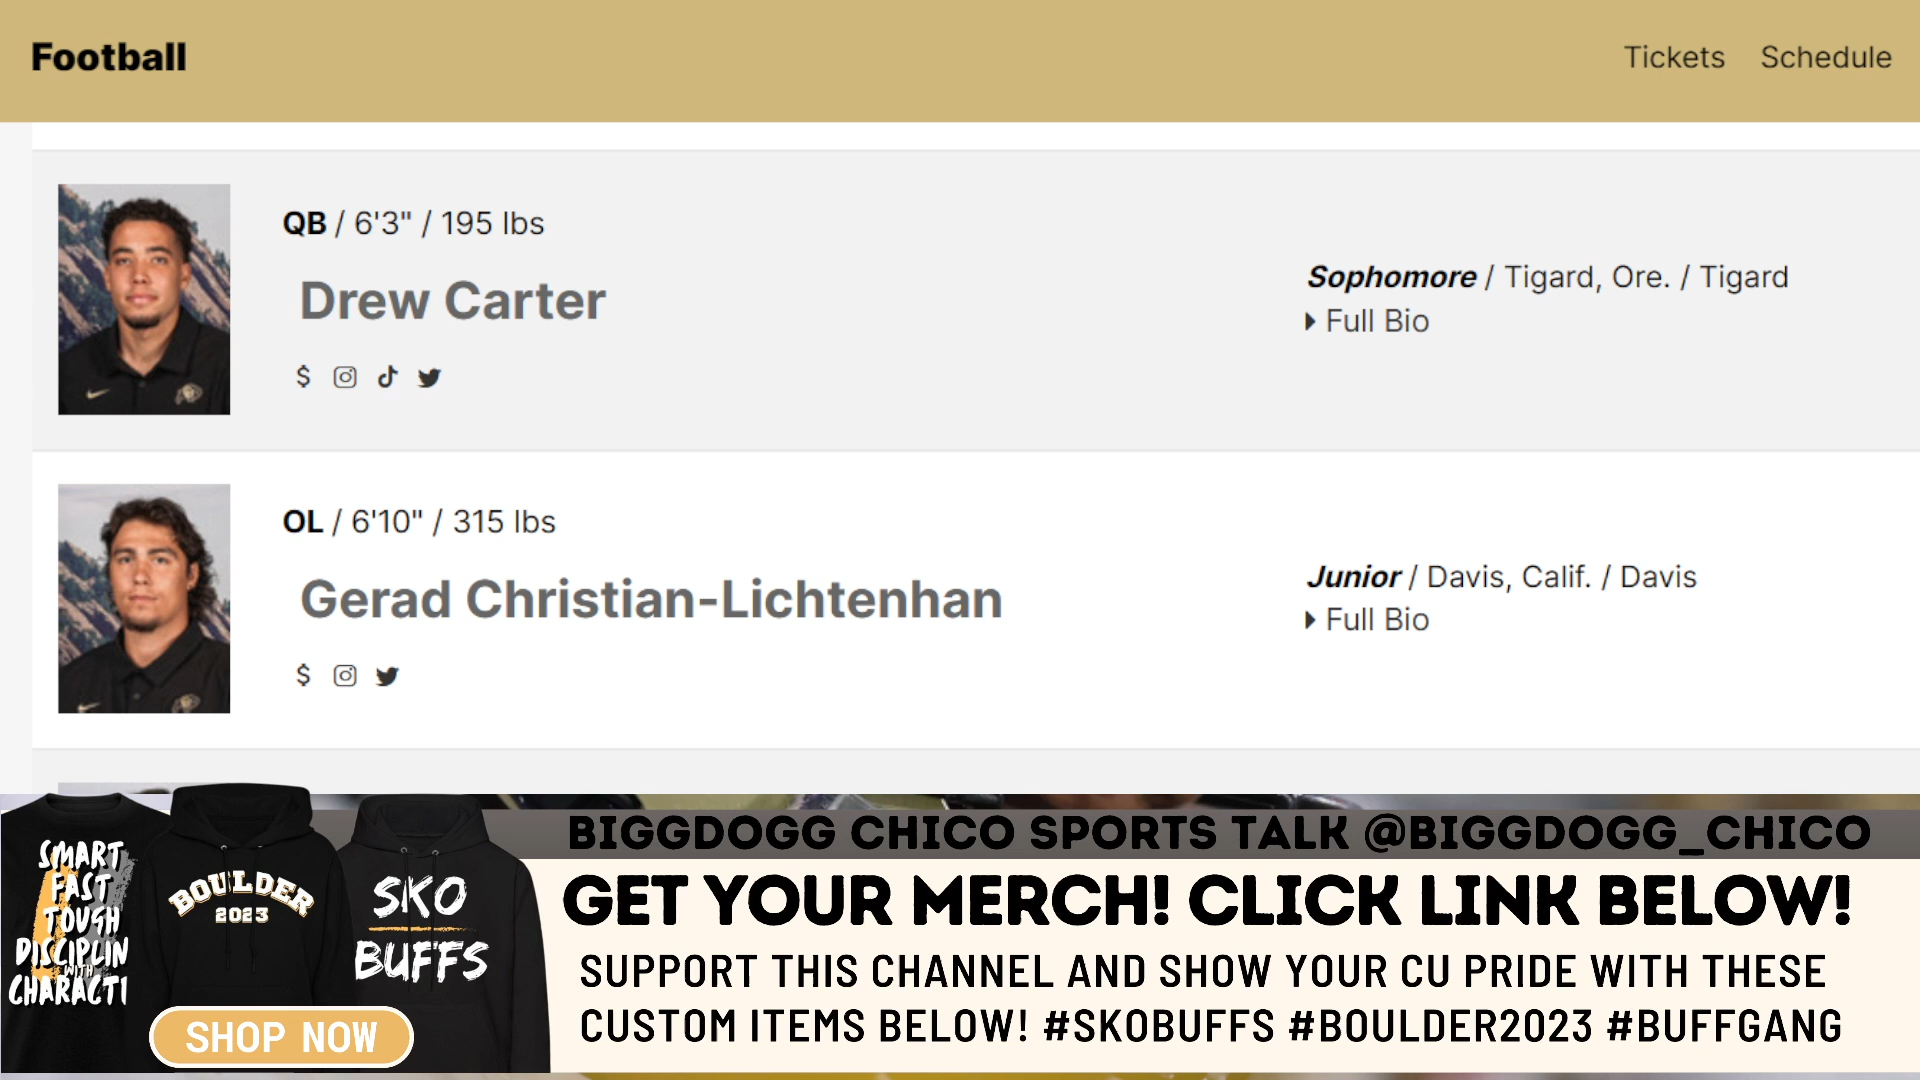 Football
Tickets Schedule
QB / 6'3" / 195 lbs
Drew Carter
Sophomore / Tigard, Ore. / Tigard
Full Bio
$
OL / 6'10" / 315 lbs
Gerad Christian-Lichtenhan
Junior / Davis, Calif. / Davis
Full Bio
$
BIGGDOGG CHICO SPORTS TALK @BIGGDOGG_CHICO
GET YOUR MERCH! CLICK LINK BELOW!
SUPPORT THIS CHANNEL AND SHOW YOUR CU PRIDE WITH THESE
CUSTOM ITEMS BELOW! #SKOBUFFS #BOULDER2023 #BUFFGANG
SMART
FAST
TOUGH
DISCIPLIN
WITH
CHARACT
BOULDER
2023
SKO
BUFFS
SHOP NOW